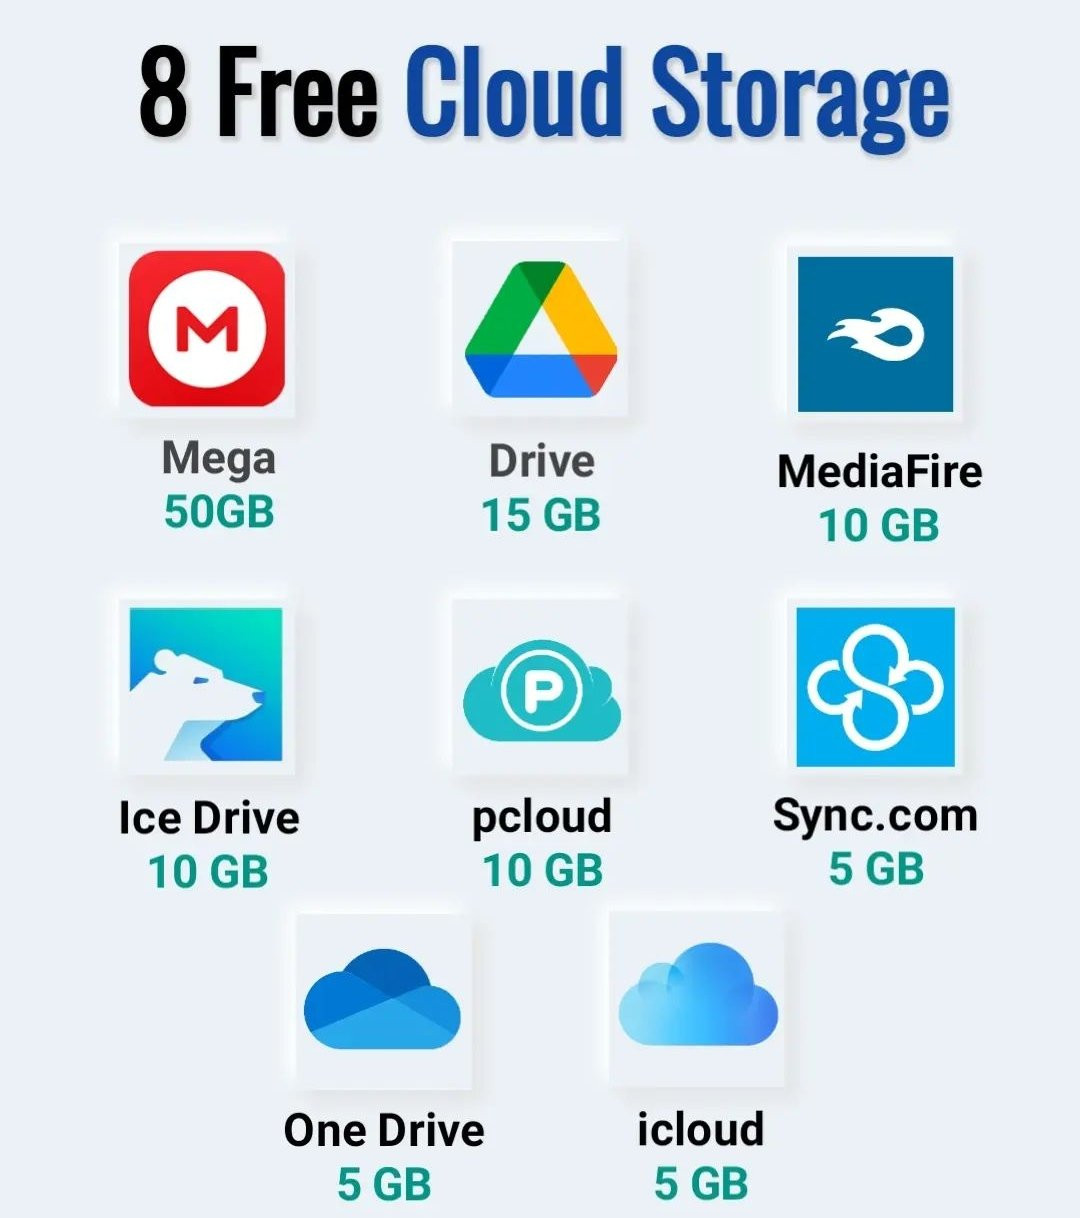 8 Free Cloud Storage
M
Mega
50GB
Drive
15 GB
MediaFire
10 GB
Ice Drive
10 GB
P
pcloud
10 GB
Sync.com
5 GB
One Drive
5 GB
icloud
5 GB